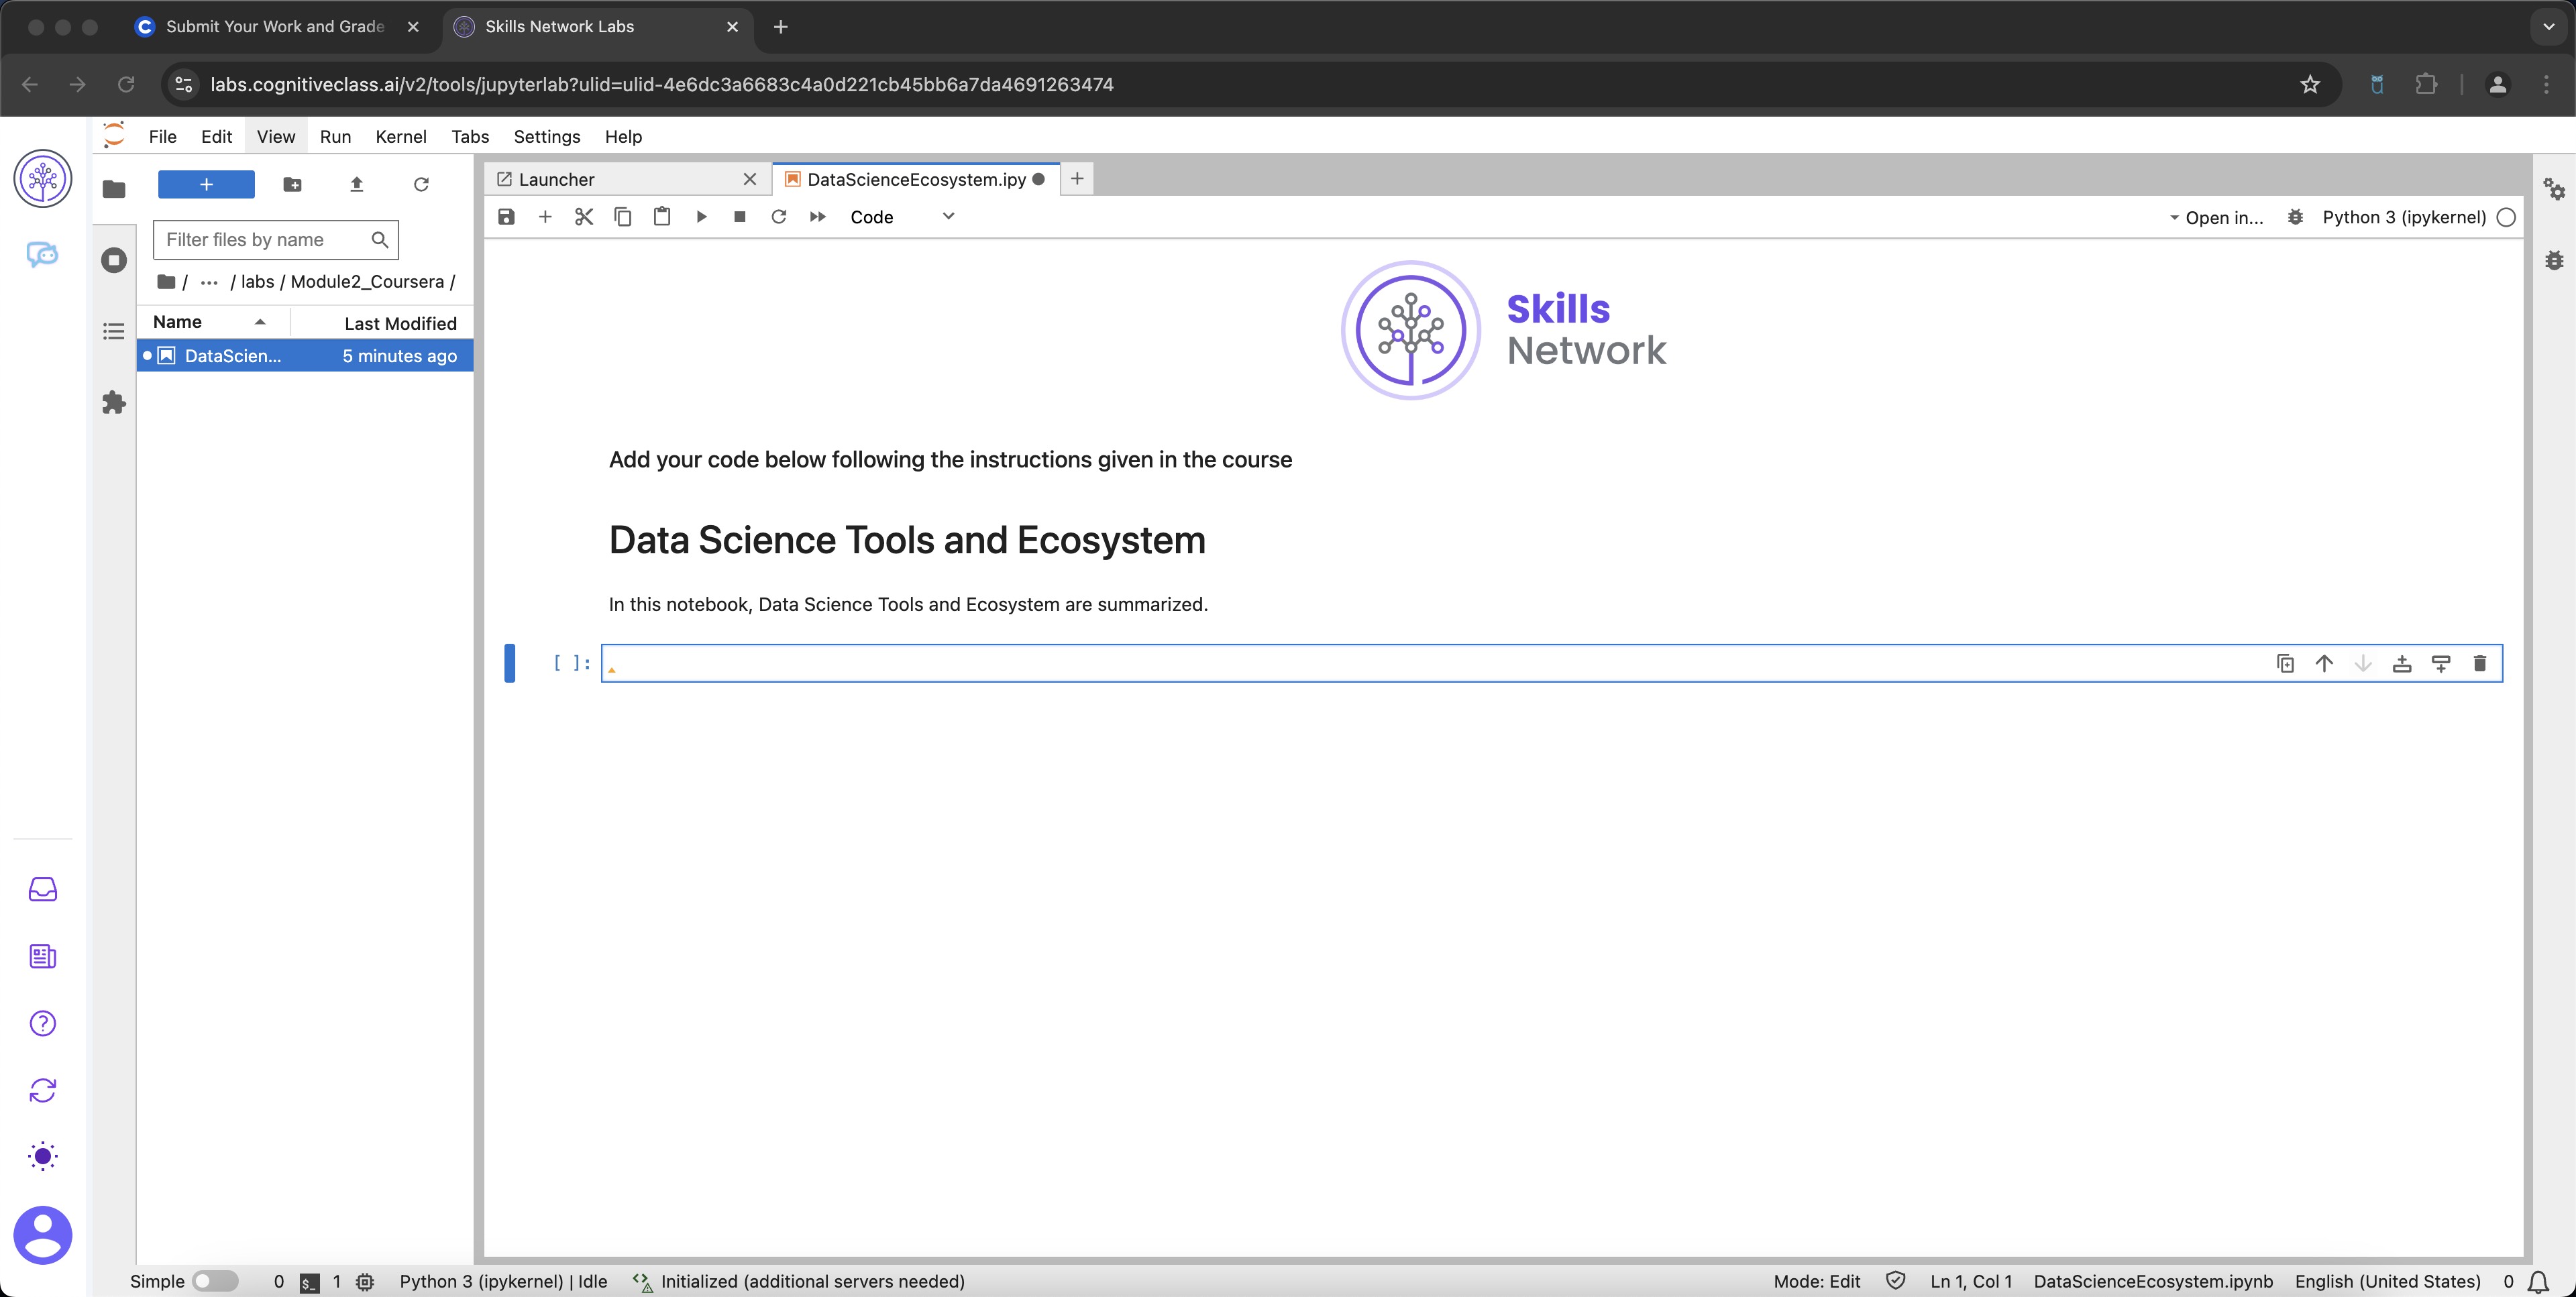 Submit Your Work and Grade
Skills Network Labs
labs.cognitiveclass.ai/v2/tools/jupyterlab?ulid=ulid-4e6dc3a6683c4a0d221cb45bb6a7da4691263474
File Edit View Run Kernel Tabs Settings Help
Launcher DataScienceEcosystem.ipy
Code Open in... Python 3 (ipykernel)
Filter files by name
/ ... / labs / Module2_Coursera /
Name Last Modified
DataScien... 5 minutes ago
Skills
Network
Add your code below following the instructions given in the course
Data Science Tools and Ecosystem
In this notebook, Data Science Tools and Ecosystem are summarized.
[ ]:
Simple 0 $_ 1 Python 3 (ipykernel) | Idle Initialized (additional servers needed) Mode: Edit Ln 1, Col 1 DataScienceEcosystem.ipynb English (United States) 0